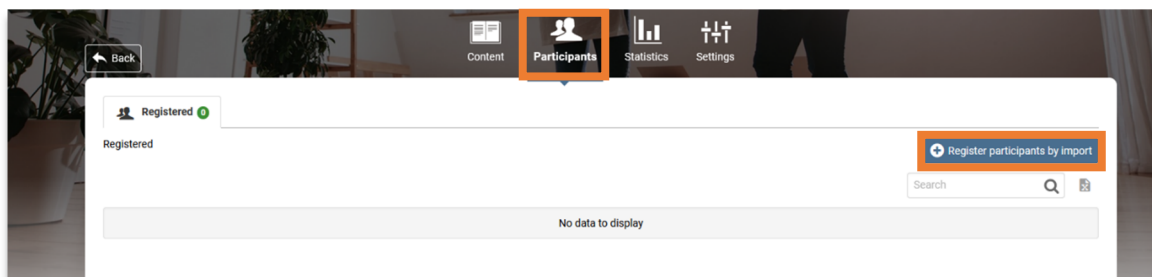 Back
Content
Participants
Statistics
Settings
Registered 0
Registered
Register participants by import
Search
No data to display